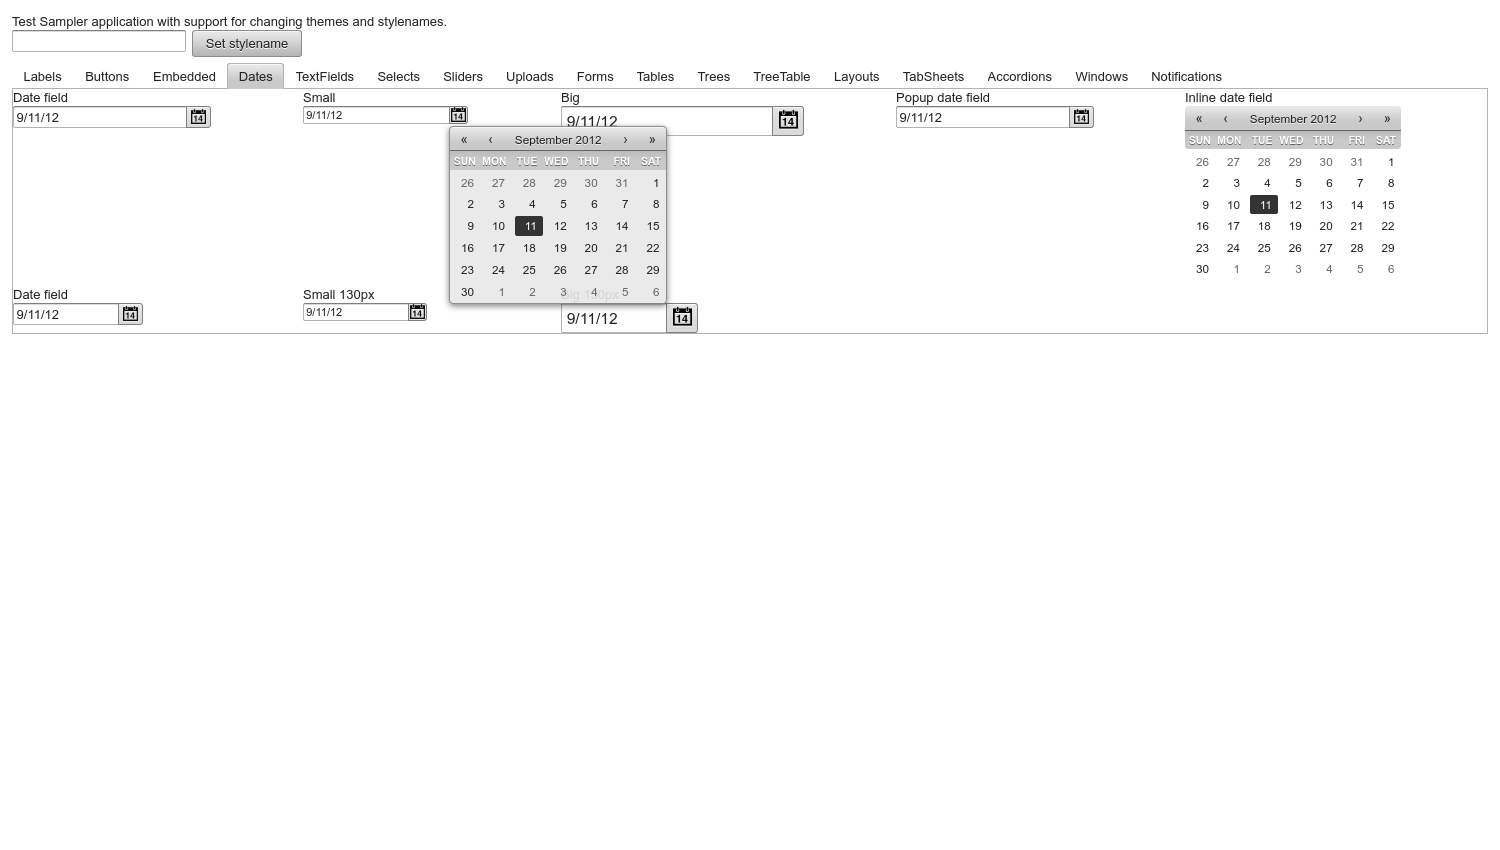 Test Sampler application with support for changing themes and stylenames.
Set stylename
Labels Buttons Embedded Dates TextFields Selects Sliders Uploads Forms Tables Trees TreeTable Layouts TabSheets Accordions Windows Notifications
Date field Small Big Popup date field Inline date field
9/11/12 14 9/11/12 14 9/11/12 14 9/11/12 14
« ‹ September 2012 › »
SUN MON TUE WED THU FRI SAT
26 27 28 29 30 31 1
2 3 4 5 6 7 8
9 10 11 12 13 14 15
16 17 18 19 20 21 22
23 24 25 26 27 28 29
30 1 2 3 4 5 6
« ‹ September 2012 › »
SUN MON TUE WED THU FRI SAT
26 27 28 29 30 31 1
2 3 4 5 6 7 8
9 10 11 12 13 14 15
16 17 18 19 20 21 22
23 24 25 26 27 28 29
30 1 2 3 4 5 6
Date field Small 130px
9/11/12 14 9/11/12 14 9/11/12 14